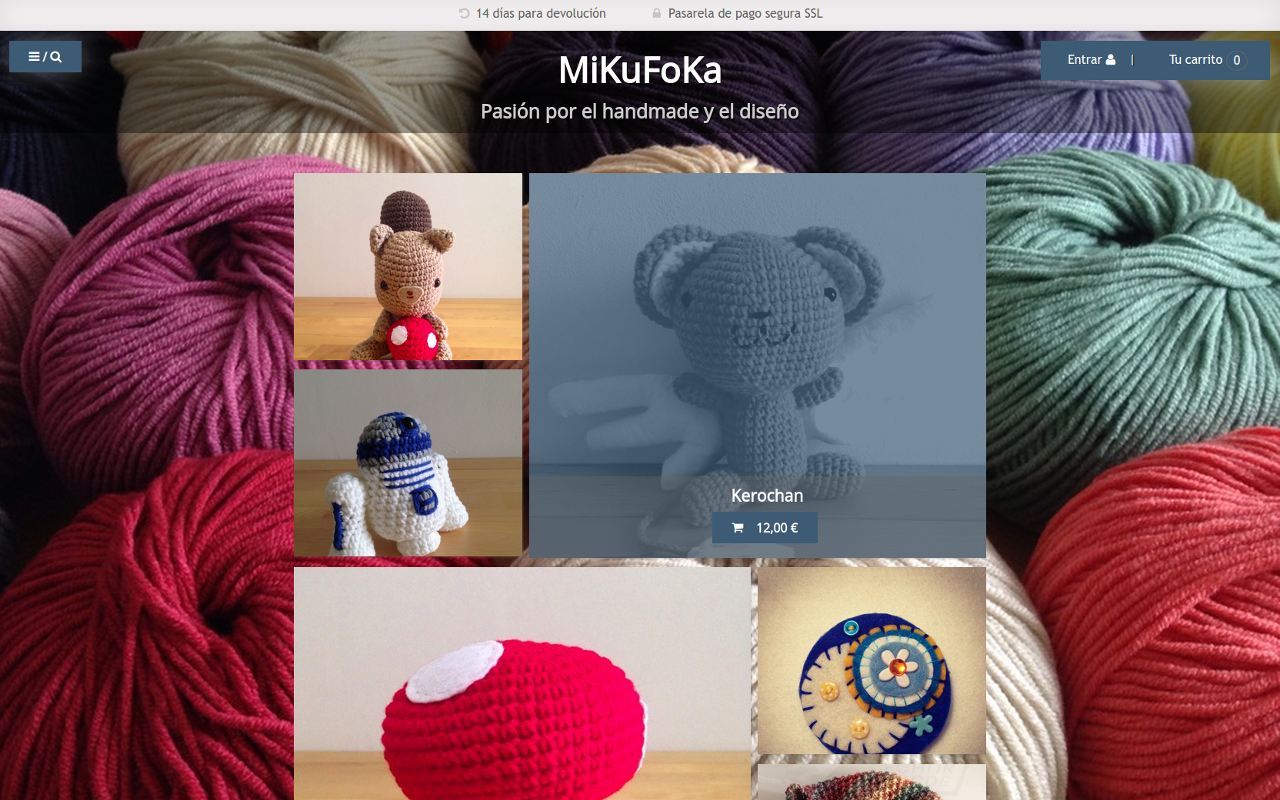 14 días para devolución
Pasarela de pago segura SSL
/
MiKuFoKa
Pasión por el handmade y el diseño
Entrar |
Tu carrito 0
Kerochan
12,00 €